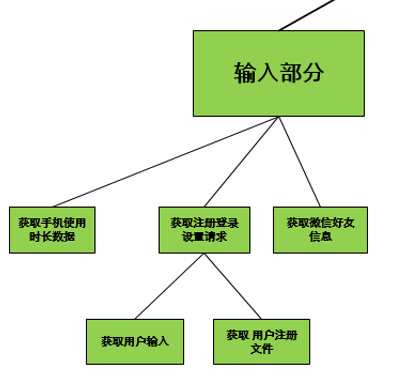 输入部分
获取手机使用
时长数据
获取注册登录
设置请求
获取微信好友
信息
获取用户输入
获取 用户注册
文件